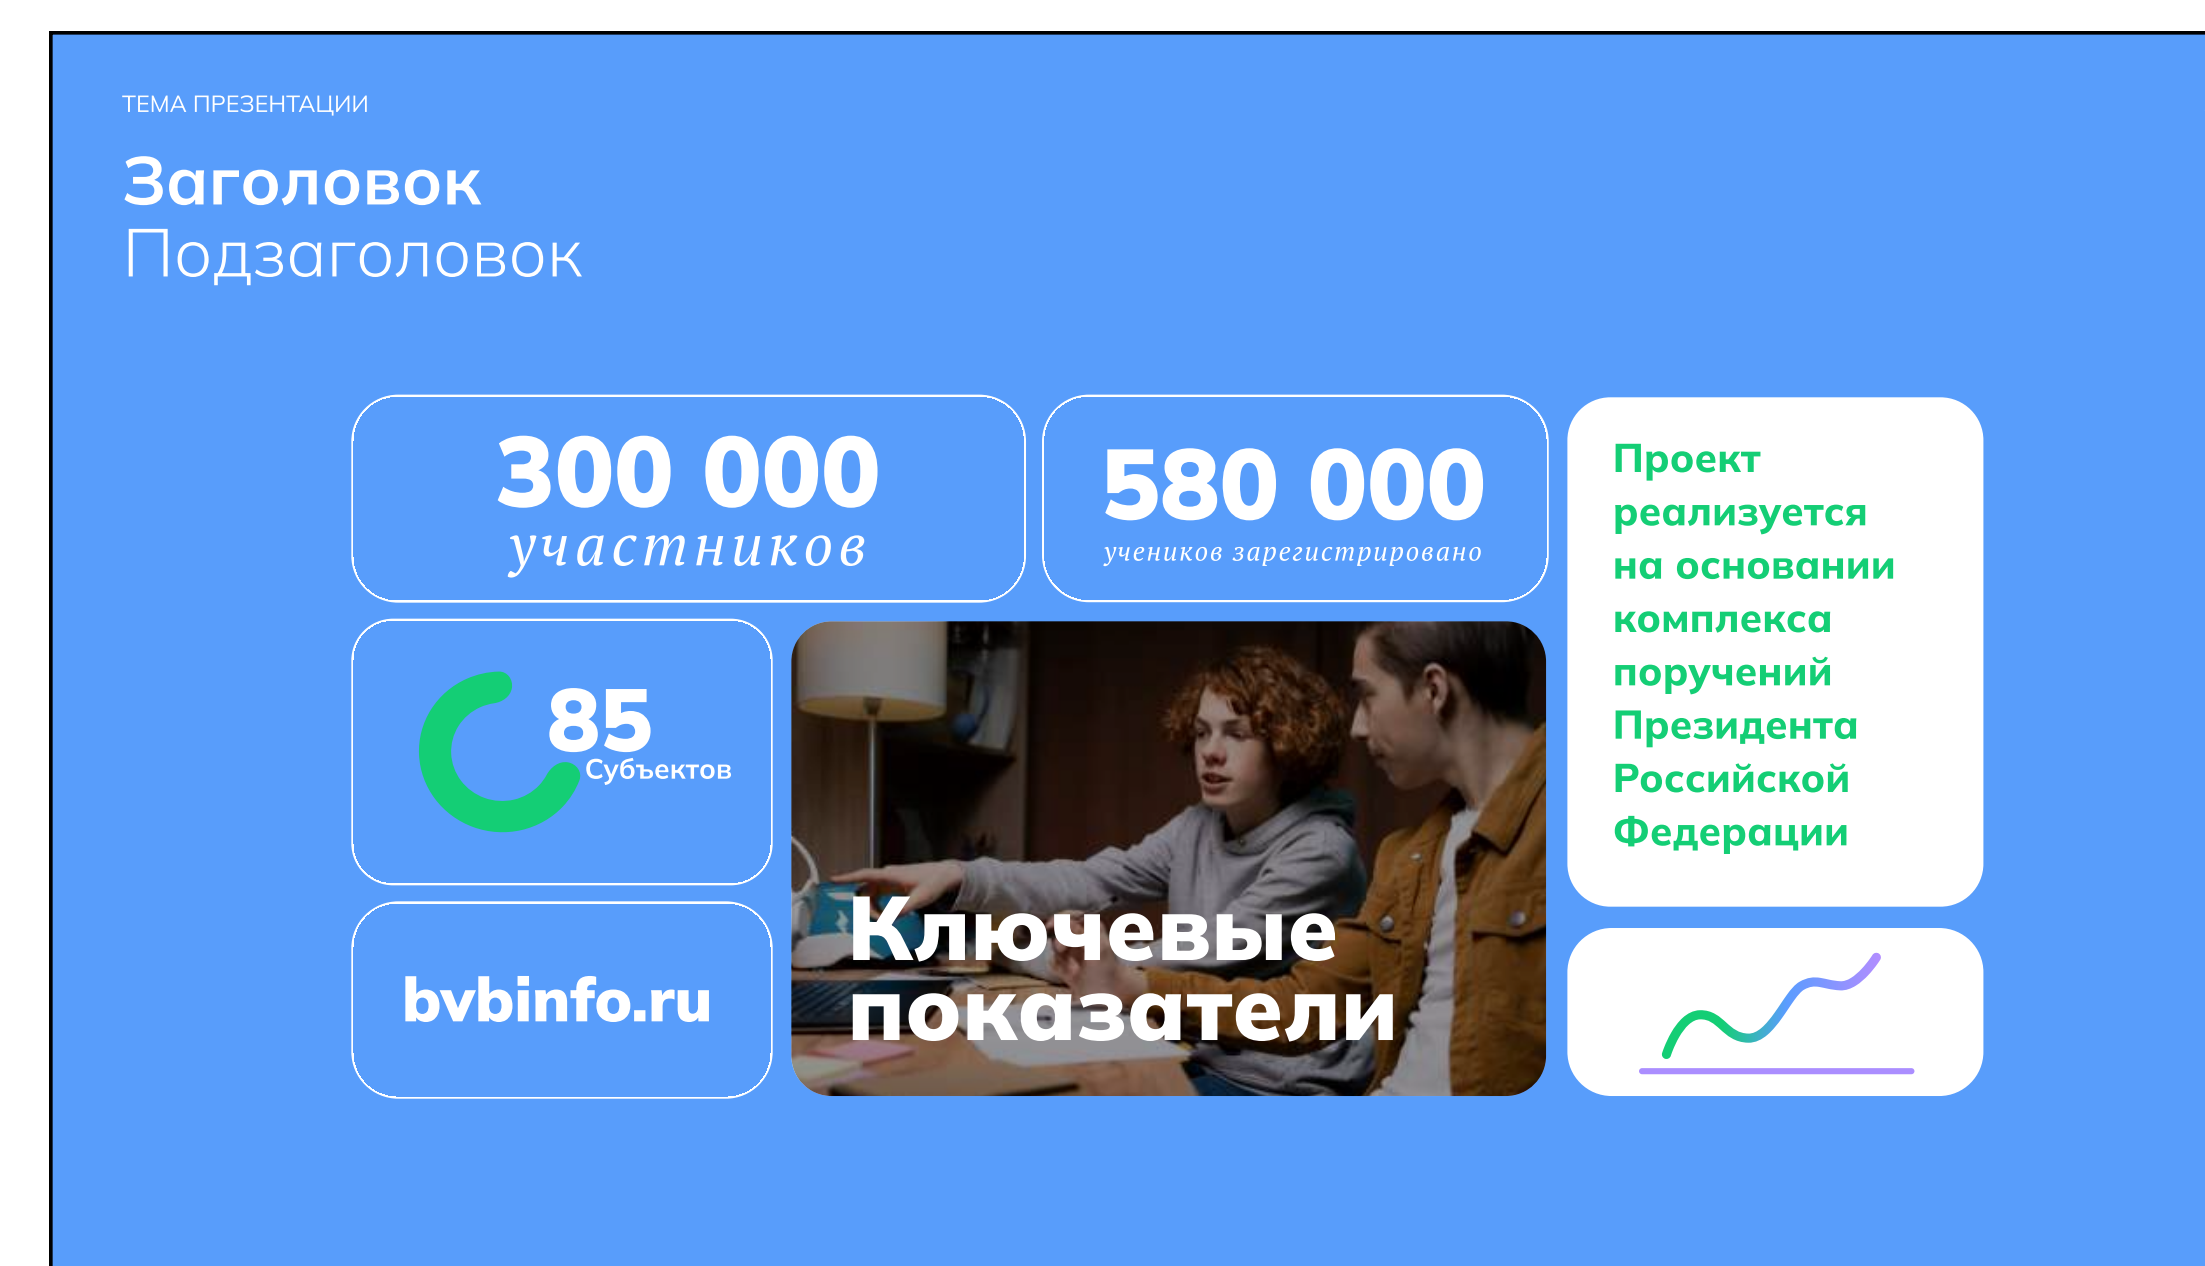 ТЕМА ПРЕЗЕНТАЦИИ
Заголовок
Подзаголовок
300 000
участников
580 000
учеников зарегистрировано
Проект
реализуется
на основании
комплекса
поручений
Президента
Российской
Федерации
85
Субъектов
Ключевые
показатели
bvbinfo.ru